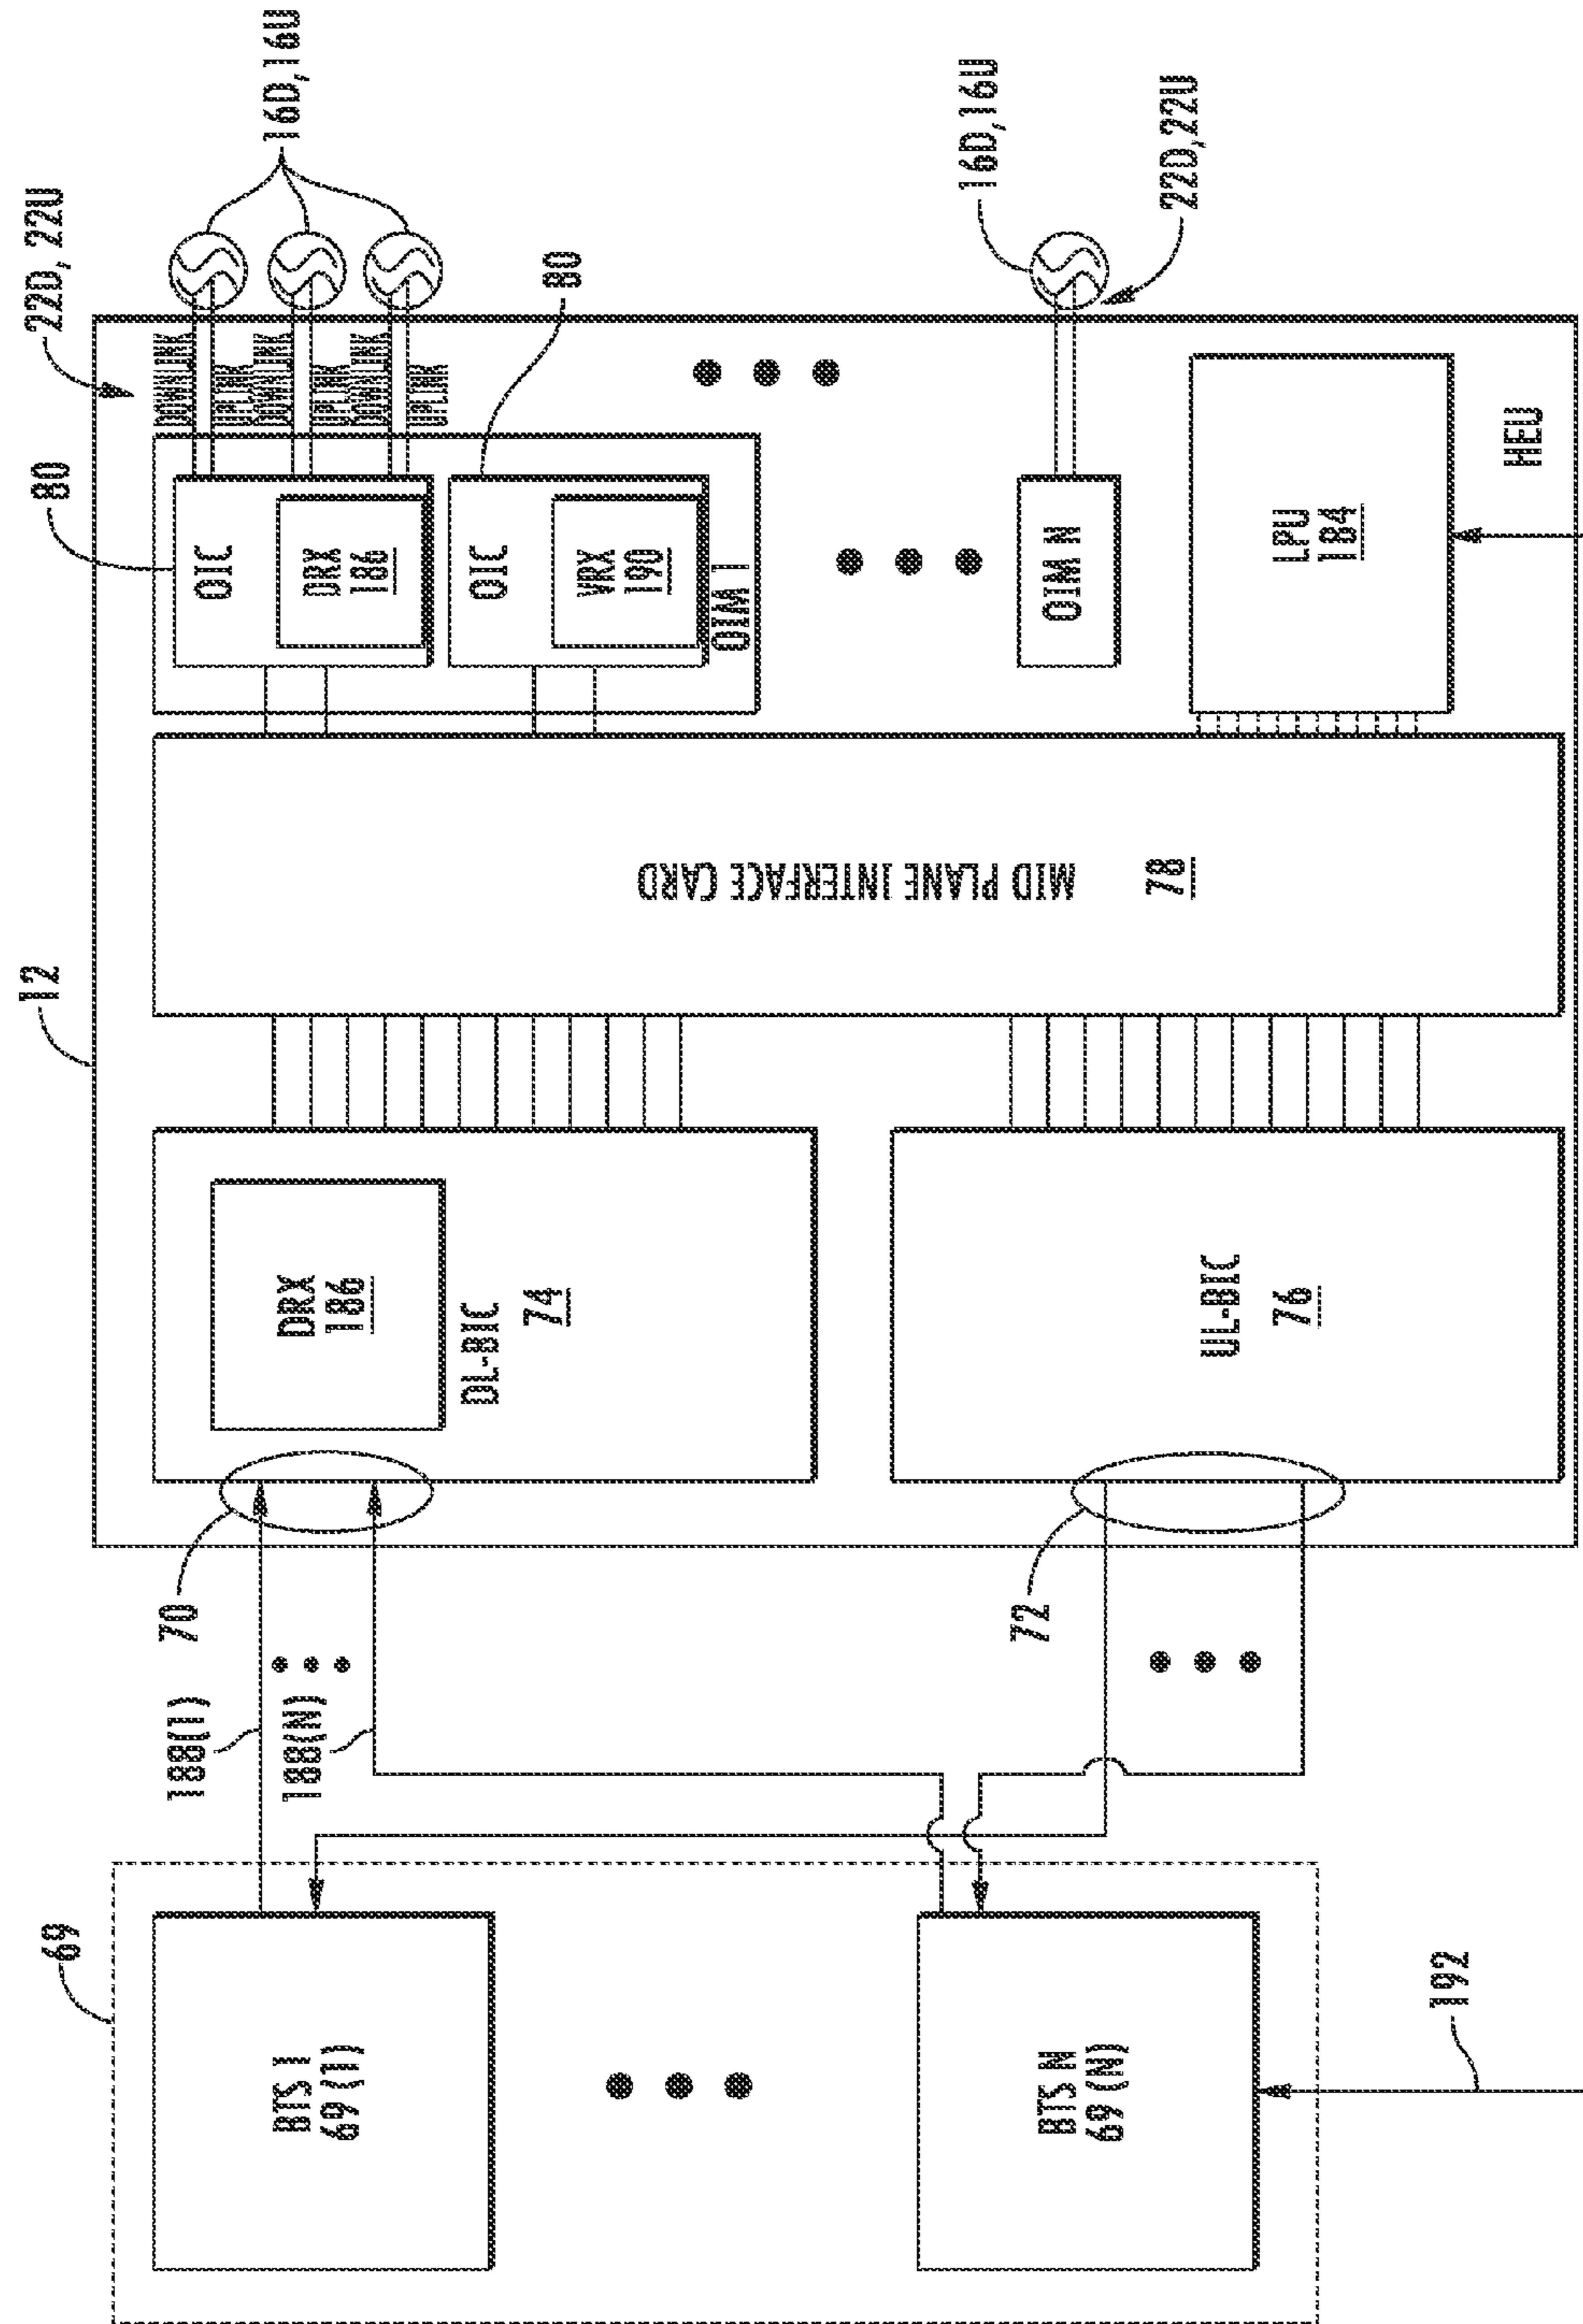 69
12
22D, 22U
80
BTS 1
69 (1)
188(1)
70
188(N)
DRX
186
DL-BIC
74
MID PLANE INTERFACE CARD
78
OIC
DRX
186
OIC
VRX
190
OIM 1
DOWNLINK
UPLINK
DOWNLINK
UPLINK
DOWNLINK
UPLINK
16D,16U
80
BTS N
69 (N)
72
UL-BIC
76
OIM N
16D,16U
22D,22U
LPU
184
HEU
192